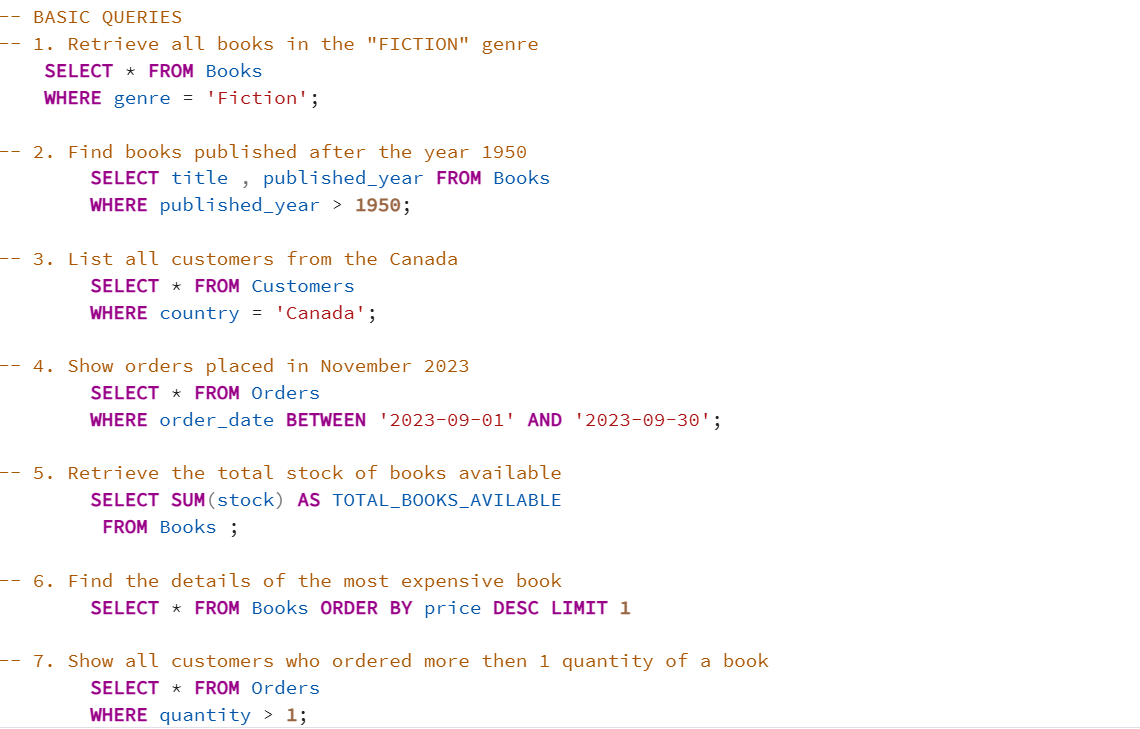 -- BASIC QUERIES
-- 1. Retrieve all books in the "FICTION" genre
SELECT * FROM Books
WHERE genre = 'Fiction';
-- 2. Find books published after the year 1950
SELECT title , published_year FROM Books
WHERE published_year > 1950;
-- 3. List all customers from the Canada
SELECT * FROM Customers
WHERE country = 'Canada';
-- 4. Show orders placed in November 2023
SELECT * FROM Orders
WHERE order_date BETWEEN '2023-09-01' AND '2023-09-30';
-- 5. Retrieve the total stock of books available
SELECT SUM(stock) AS TOTAL_BOOKS_AVILABLE
FROM Books ;
-- 6. Find the details of the most expensive book
SELECT * FROM Books ORDER BY price DESC LIMIT 1
-- 7. Show all customers who ordered more then 1 quantity of a book
SELECT * FROM Orders
WHERE quantity > 1;